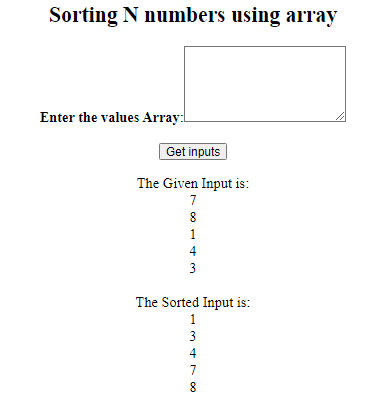 Sorting N numbers using array
Enter the values Array:
Get inputs
The Given Input is:
7
8
1
4
3
The Sorted Input is:
1
3
4
7
8